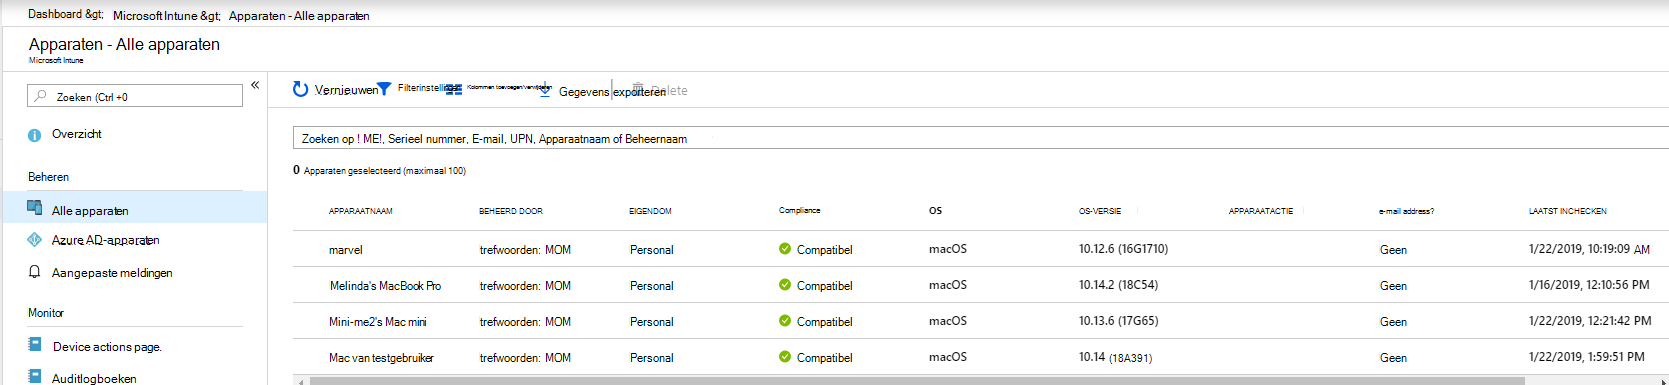 Dashboard &gt; Microsoft Intune &gt; Apparaten - Alle apparaten
Apparaten - Alle apparaten
Microsoft Intune
Zoeken (Ctrl +0
Overzicht
Beheren
Alle apparaten
Azure AD-apparaten
Aangepaste meldingen
Monitor
Device actions page.
Auditlogboeken
Vernieuwen Filterinstellingen Kolommen toevoegen/verwijderen Gegevens exporteren Delete
Zoeken op ! ME!, Serieel nummer, E-mail, UPN, Apparaatnaam of Beheernaam
0 Apparaten geselecteerd (maximaal 100)
APPARAATNAAM BEHEERD DOOR EIGENDOM Compliance OS OS-VERSIE APPARAATACTIE e-mail address? LAATST INCHECKEN
marvel trefwoorden: MOM Personal Compatibel macOS 10.12.6 (16G1710) Geen 1/22/2019, 10:19:09 AM
Melinda's MacBook Pro trefwoorden: MOM Personal Compatibel macOS 10.14.2 (18C54) Geen 1/16/2019, 12:10:56 PM
Mini-me2's Mac mini trefwoorden: MOM Personal Compatibel macOS 10.13.6 (17G65) Geen 1/22/2019, 12:21:42 PM
Mac van testgebruiker trefwoorden: MOM Personal Compatibel macOS 10.14 (18A391) Geen 1/22/2019, 1:59:51 PM